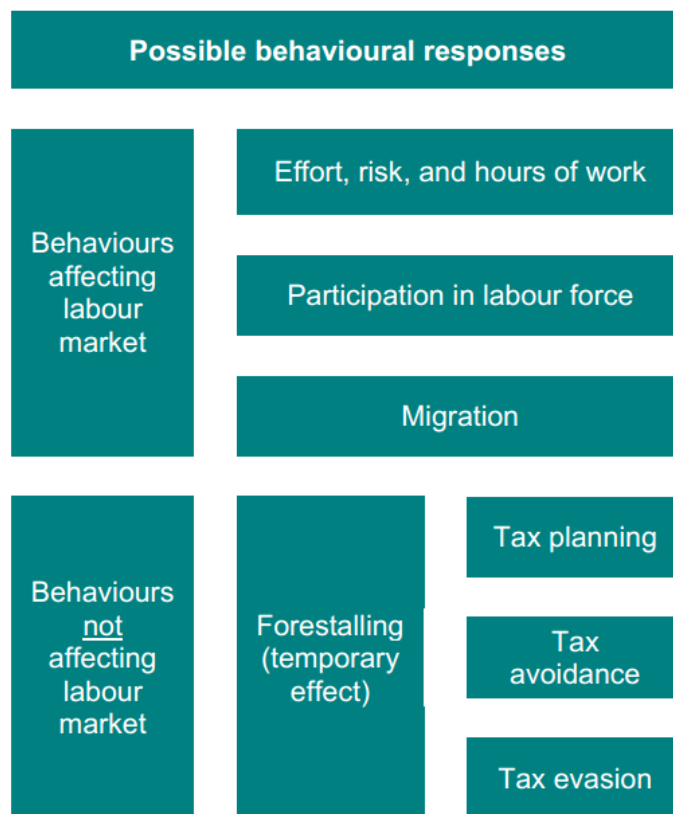 Possible behavioural responses
Behaviours
affecting
labour
market
Effort, risk, and hours of work
Participation in labour force
Migration
Behaviours
not
affecting
labour
market
Forestalling
(temporary
effect)
Tax planning
Tax
avoidance
Tax evasion